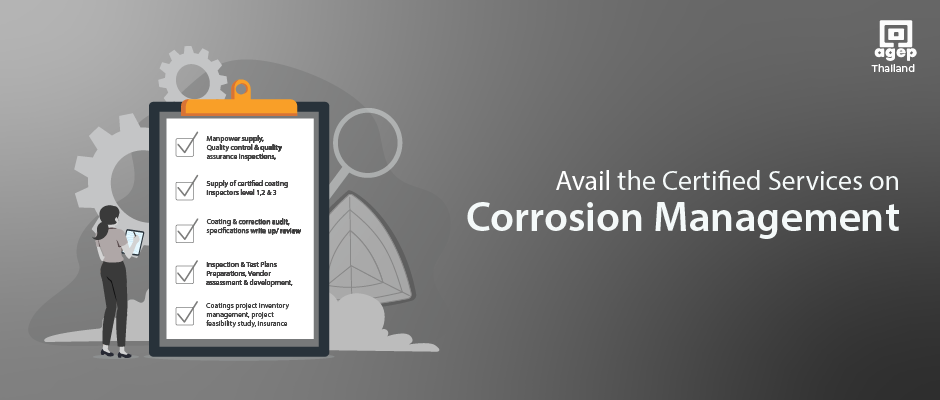 agep
Thailand
Manpower supply,
Quality control & quality
assurance inspections,
Supply of certified coating
inspectors level 1,2 & 3
Coating & correction audit,
specifications write up/ review
Inspection & Test Plans
Preparations, Vendor
assessment & development,
Coatings project inventory
management, project
feasibility study, insurance
Avail the Certified Services on
Corrosion Management